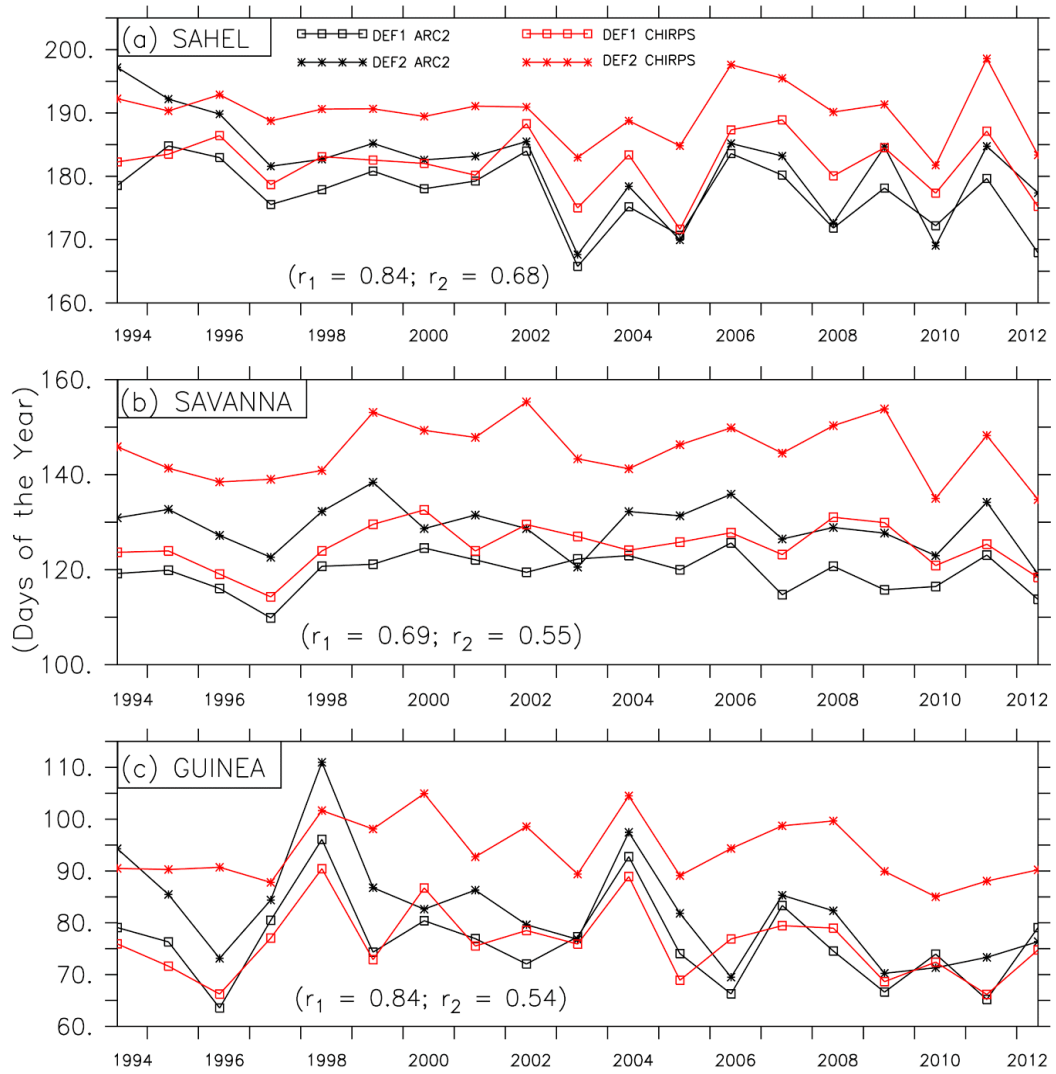 (a) SAHEL
DEF1 ARC2
DEF1 CHIRPS
DEF2 ARC2
DEF2 CHIRPS
200.
190.
180.
170.
160.
(r1 = 0.84; r2 = 0.68)
1994 1996 1998 2000 2002 2004 2006 2008 2010 2012
(Days of the Year)
(b) SAVANNA
160.
140.
120.
100.
(r1 = 0.69; r2 = 0.55)
1994 1996 1998 2000 2002 2004 2006 2008 2010 2012
(c) GUINEA
110.
100.
90.
80.
70.
60.
(r1 = 0.84; r2 = 0.54)
1994 1996 1998 2000 2002 2004 2006 2008 2010 2012